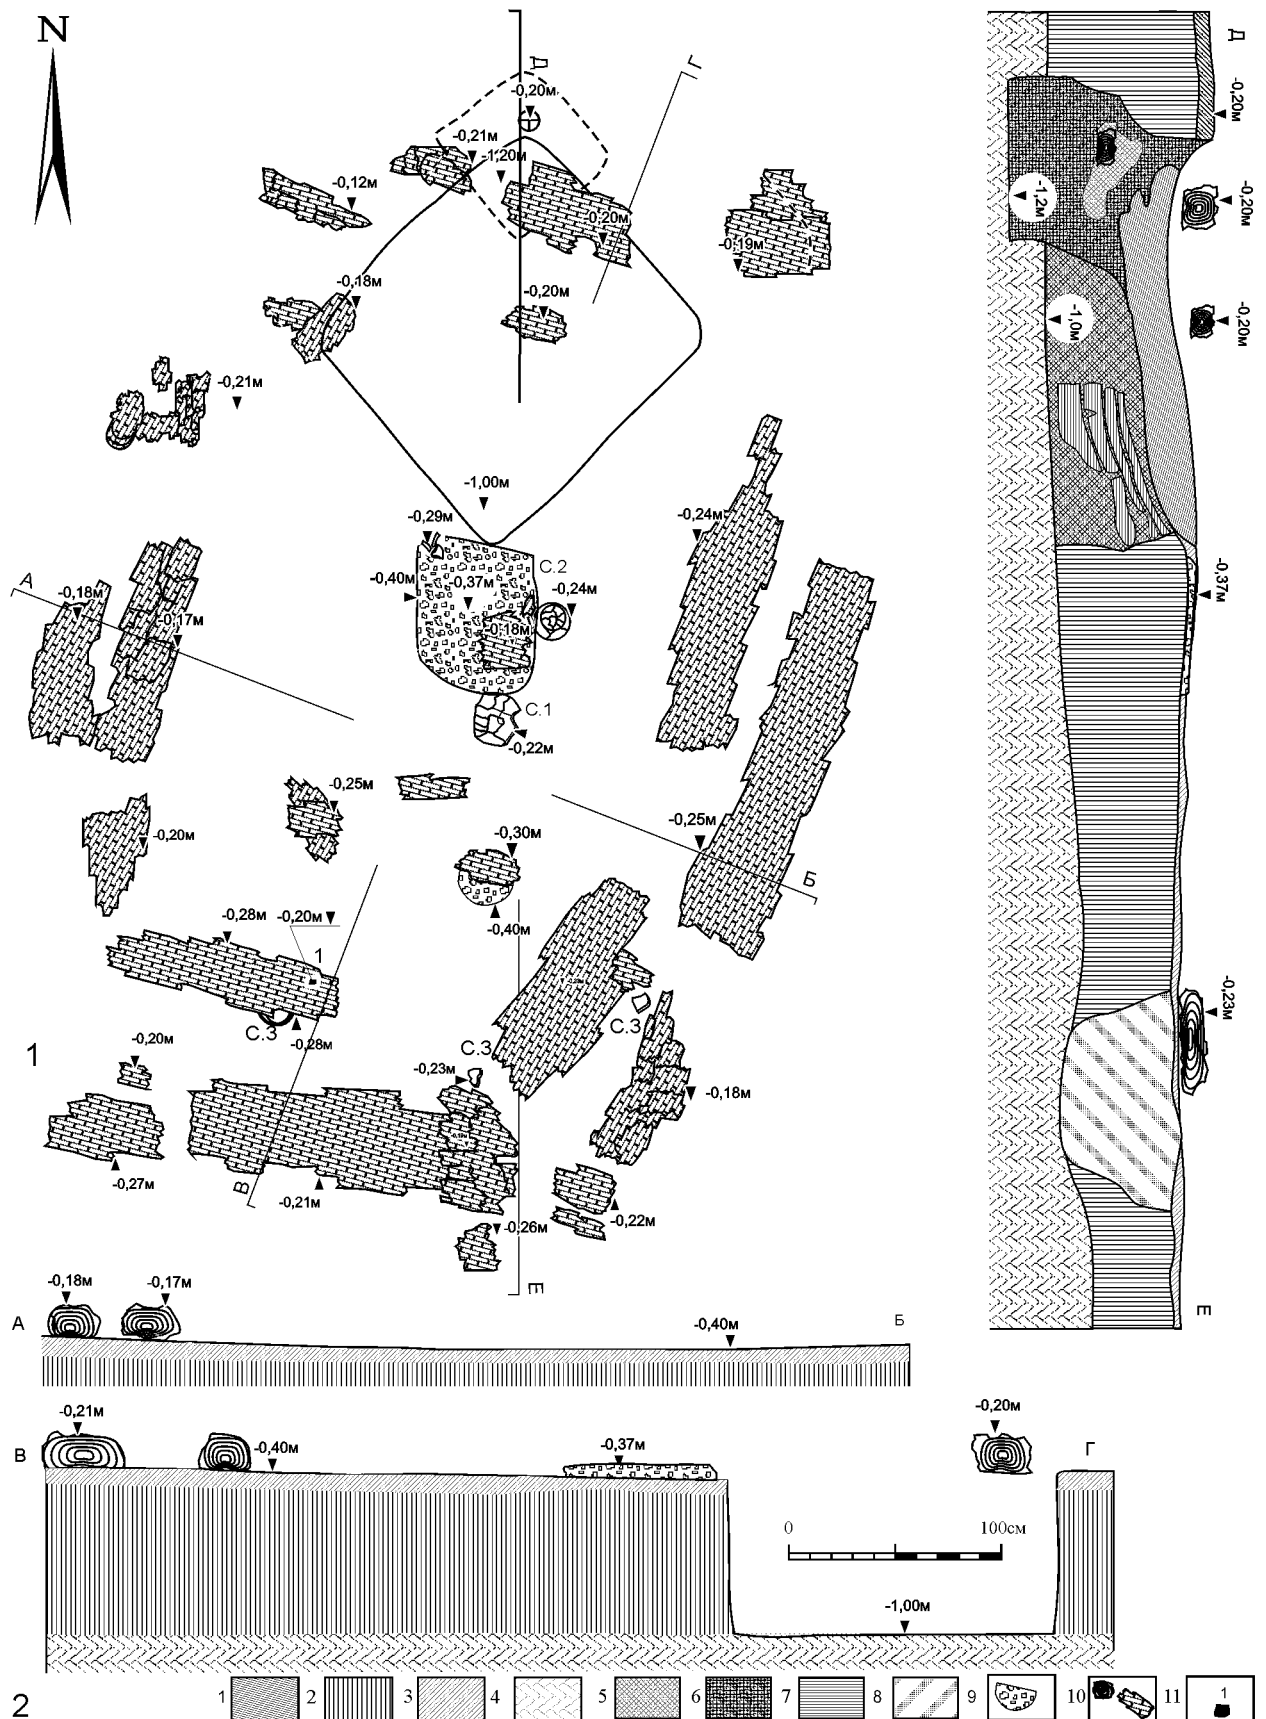 N
Д
Г
-0,20м
-0,21м
-1,20м
-0,12м
-0,20м
-0,19м
-0,18м
-0,20м
-0,21м
-1,00м
-0,29м
-0,24м
С.2
-0,40м
-0,37м
-0,24м
А
-0,18м
-0,17м
-0,18м
С.1
-0,22м
-0,25м
-0,20м
-0,30м
-0,25м
Б
-0,28м
-0,20м
-0,40м
1
С.3
-0,28м
С.3
С.3
-0,20м
-0,23м
-0,18м
1
-0,27м
В
-0,21м
-0,22м
-0,26м
Е
Д
-0,20м
-1,2м
-0,20м
-1,0м
-0,20м
-0,37м
-0,23м
Е
-0,18м
-0,17м
А
-0,40м
Б
-0,21м
-0,40м
-0,37м
-0,20м
В
Г
0
100см
-1,00м
2
1 2 3 4 5 6 7 8 9 10 11 1